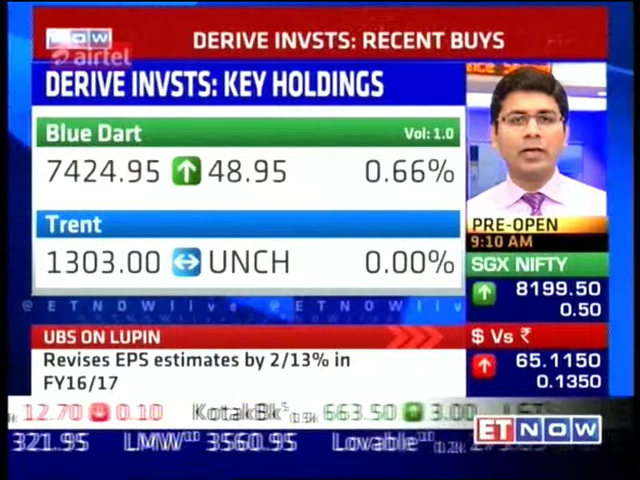 NOW
airtel
DERIVE INVSTS: RECENT BUYS
DERIVE INVSTS: KEY HOLDINGS
Blue Dart Vol: 1.0
7424.95 48.95 0.66%
Trent
1303.00 UNCH 0.00%
PRE-OPEN
9:10 AM
SGX NIFTY
8199.50
0.50
@ETNOWlive @ETNOWliv
UBS ON LUPIN
Revises EPS estimates by 2/13% in
FY16/17
$ Vs ₹
65.1150
0.1350
12.70 0.10 KotakBk 663.50 3.00
ET NOW
321.95 LMW 3560.95 Lovable